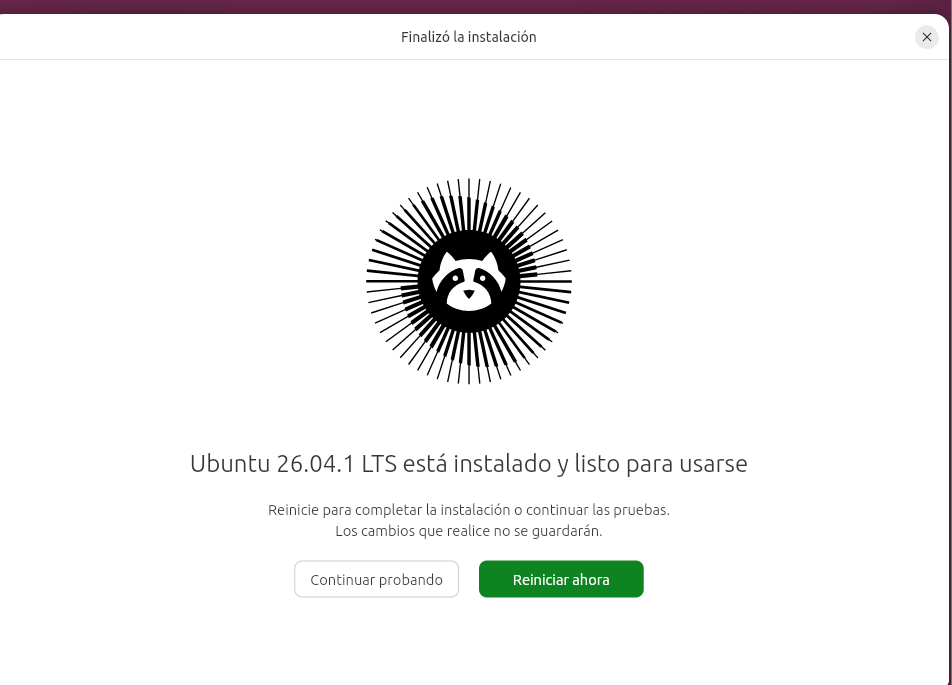 Finalizó la instalación
Ubuntu 26.04.1 LTS está instalado y listo para usarse
Reinicie para completar la instalación o continuar las pruebas.
Los cambios que realice no se guardarán.
Continuar probando
Reiniciar ahora